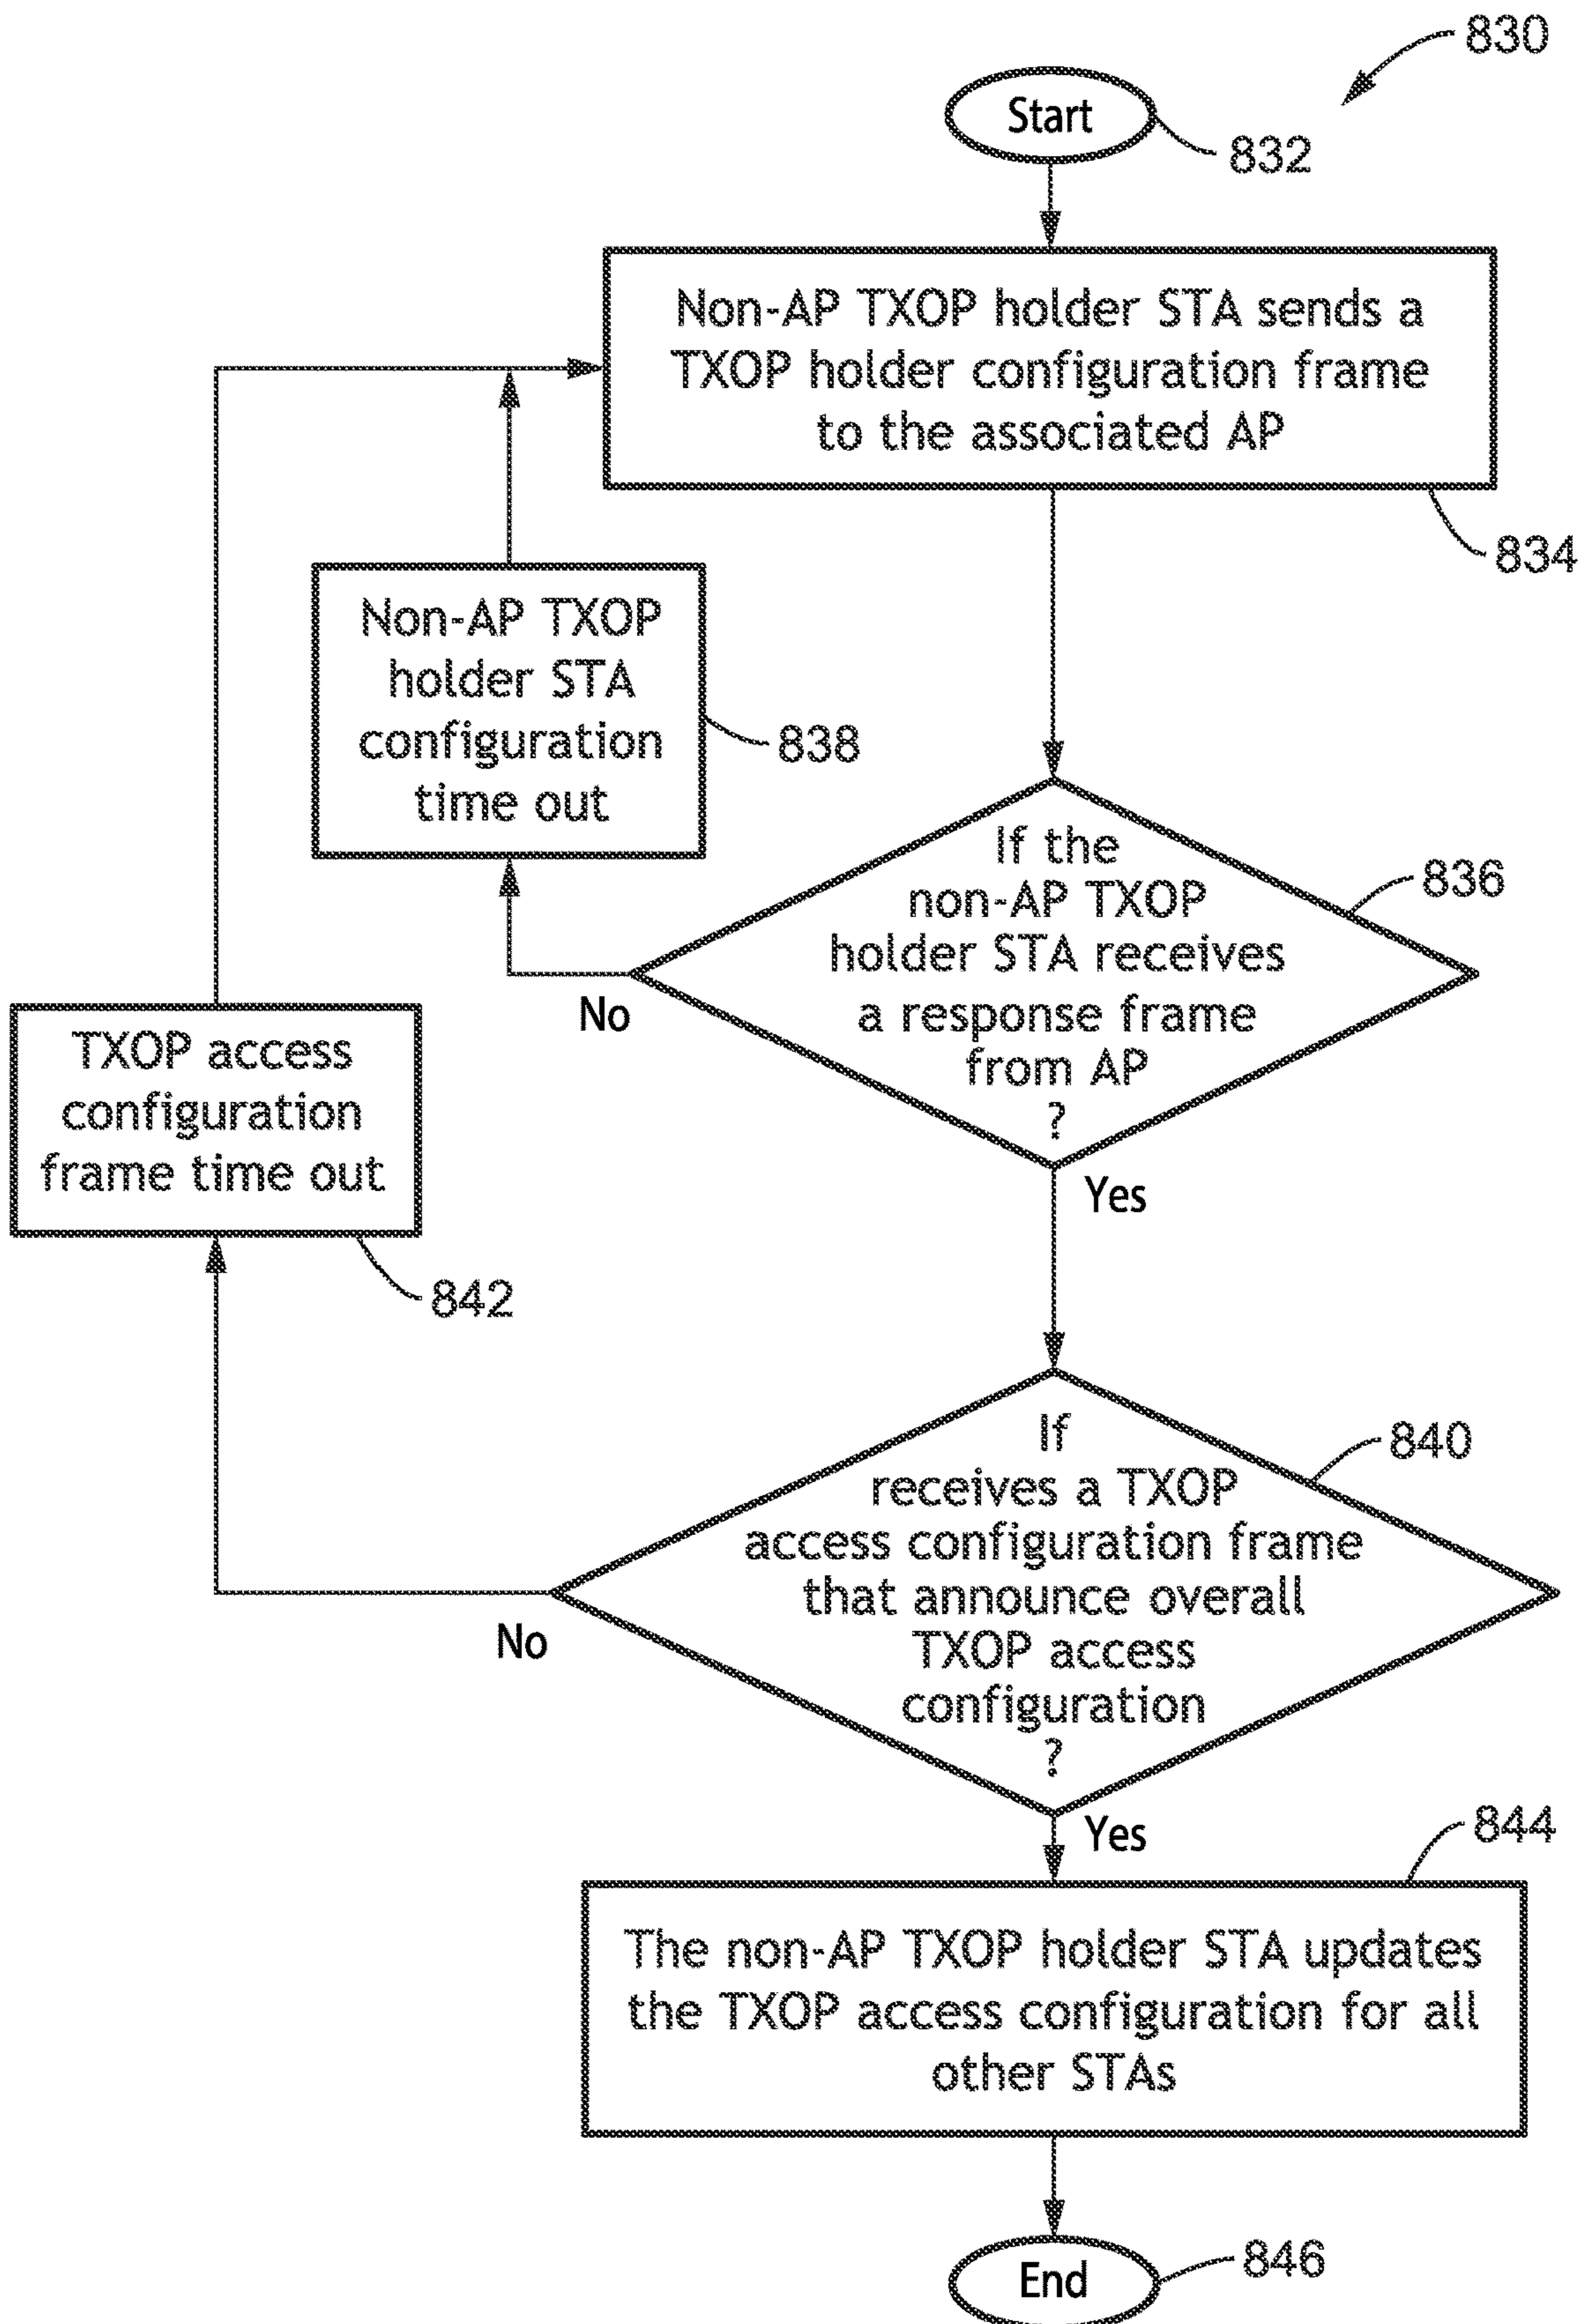 830
Start
832
Non-AP TXOP holder STA sends a
TXOP holder configuration frame
to the associated AP
834
Non-AP TXOP
holder STA
configuration
time out
838
If the
non-AP TXOP
holder STA receives
a response frame
from AP
?
836
No
Yes
TXOP access
configuration
frame time out
842
If
receives a TXOP
access configuration frame
that announce overall
TXOP access
configuration
?
840
No
Yes
844
The non-AP TXOP holder STA updates
the TXOP access configuration for all
other STAs
End
846